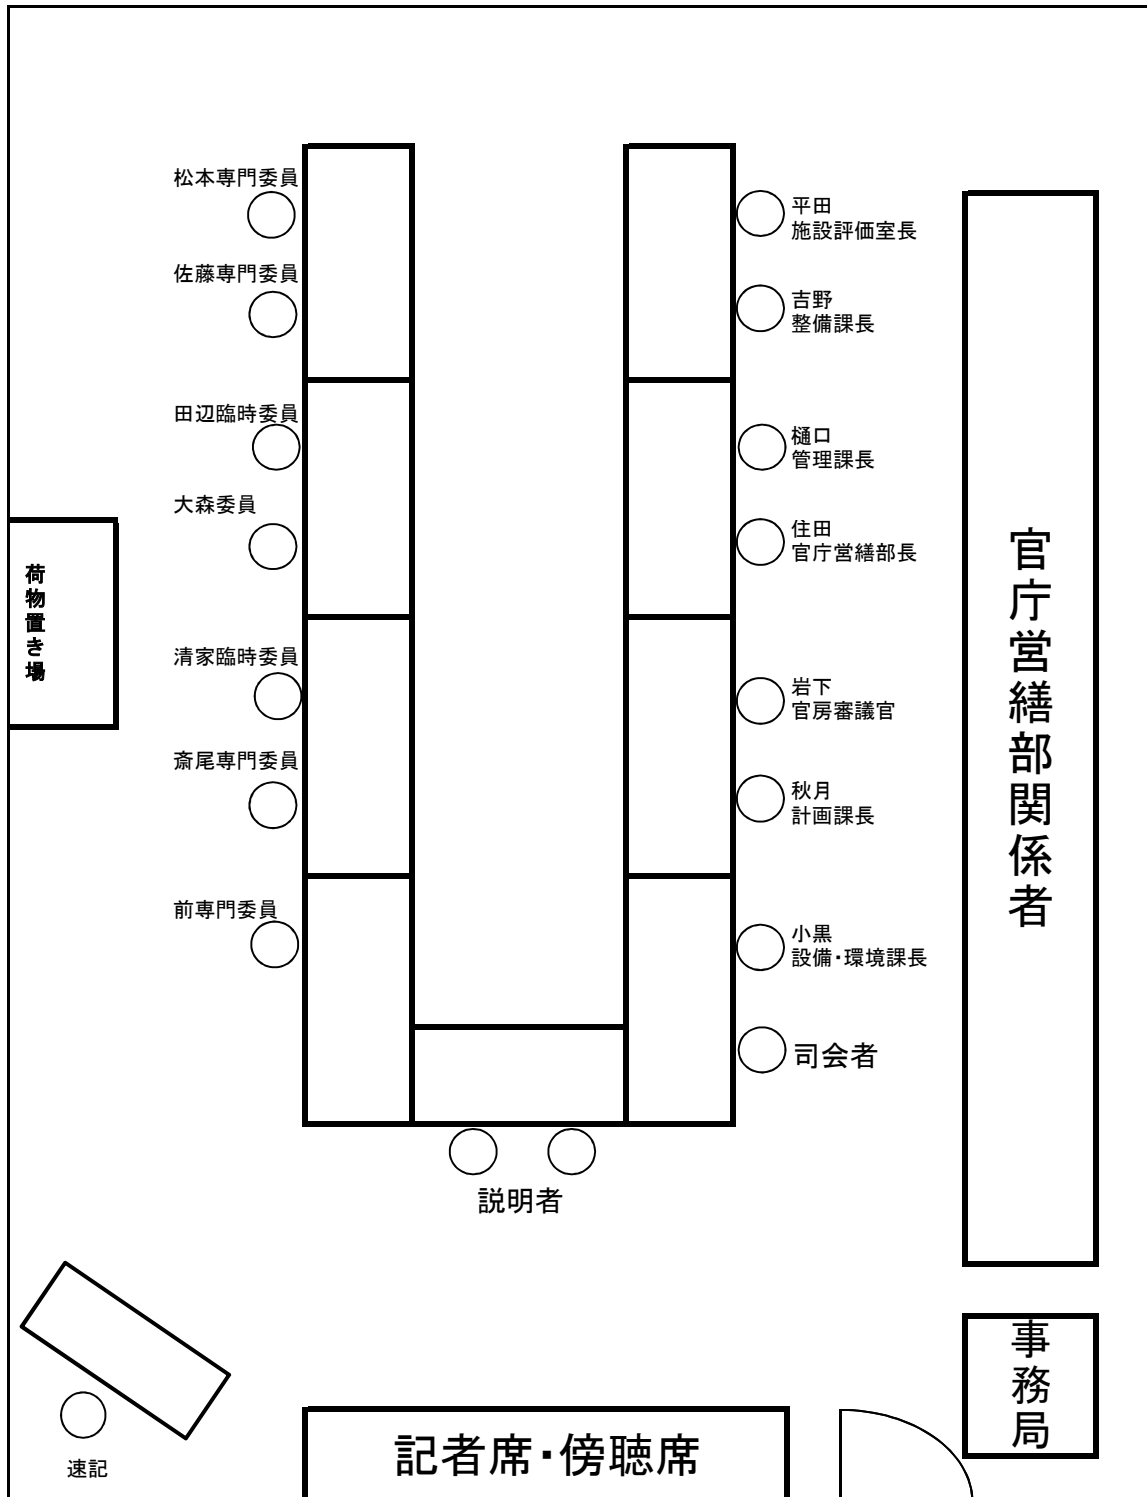 松本専門委員
佐藤専門委員
田辺臨時委員
大森委員
清家臨時委員
斎尾専門委員
前専門委員
荷物置き場
平田
施設評価室長
吉野
整備課長
樋口
管理課長
住田
官庁営繕部長
岩下
官房審議官
秋月
計画課長
小黒
設備・環境課長
司会者
説明者
官庁営繕部関係者
事務局
速記
記者席・傍聴席